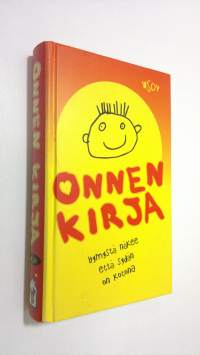 WSOY
ONNEN
KIRJA
hymystä näkee
että sydän
on kotona
ONNEN KIRJA